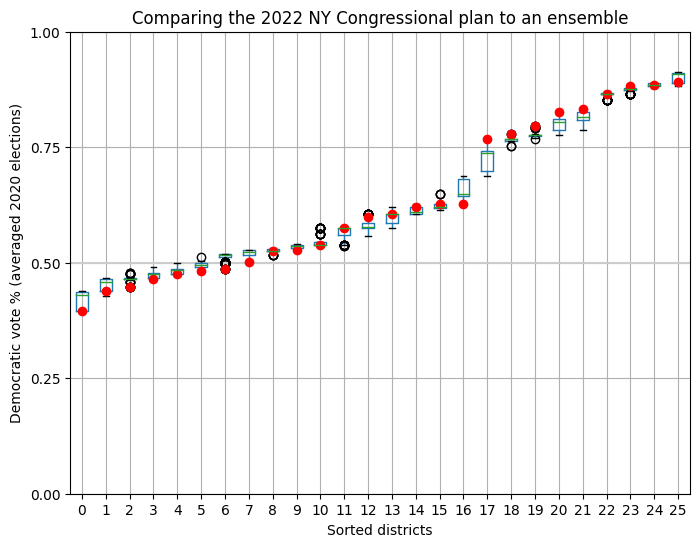 Comparing the 2022 NY Congressional plan to an ensemble
Democratic vote % (averaged 2020 elections)
1.00
0.75
0.50
0.25
0.00
0 1 2 3 4 5 6 7 8 9 10 11 12 13 14 15 16 17 18 19 20 21 22 23 24 25
Sorted districts